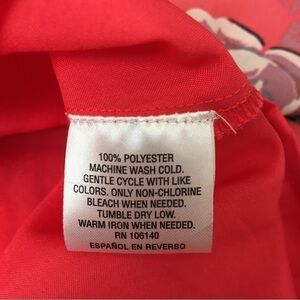 100% POLYESTER
MACHINE WASH COLD.
GENTLE CYCLE WITH LIKE
COLORS. ONLY NON-CHLORINE
BLEACH WHEN NEEDED.
TUMBLE DRY LOW.
WARM IRON WHEN NEEDED.
RN 106140
ESPAÑOL EN REVERSO